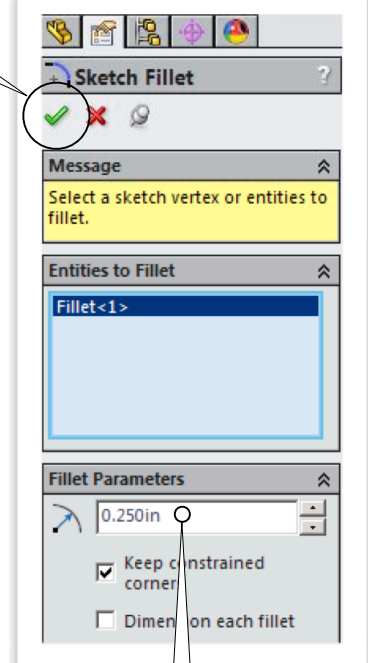 Sketch Fillet
?
Message
Select a sketch vertex or entities to
fillet.
Entities to Fillet
Fillet<1>
Fillet Parameters
0.250in
Keep constrained
corners
Dimension each fillet